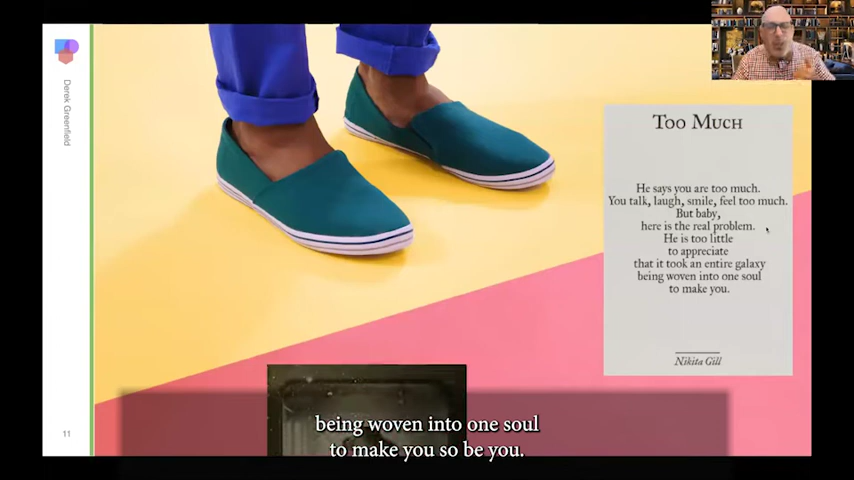 Derek Greenfield
Too Much
He says you are too much.
You talk, laugh, smile, feel too much.
But baby,
here is the real problem.
He is too little
to appreciate
that it took an entire galaxy
being woven into one soul
to make you.
Nikita Gill
11
being woven into one soul
to make you so be you.